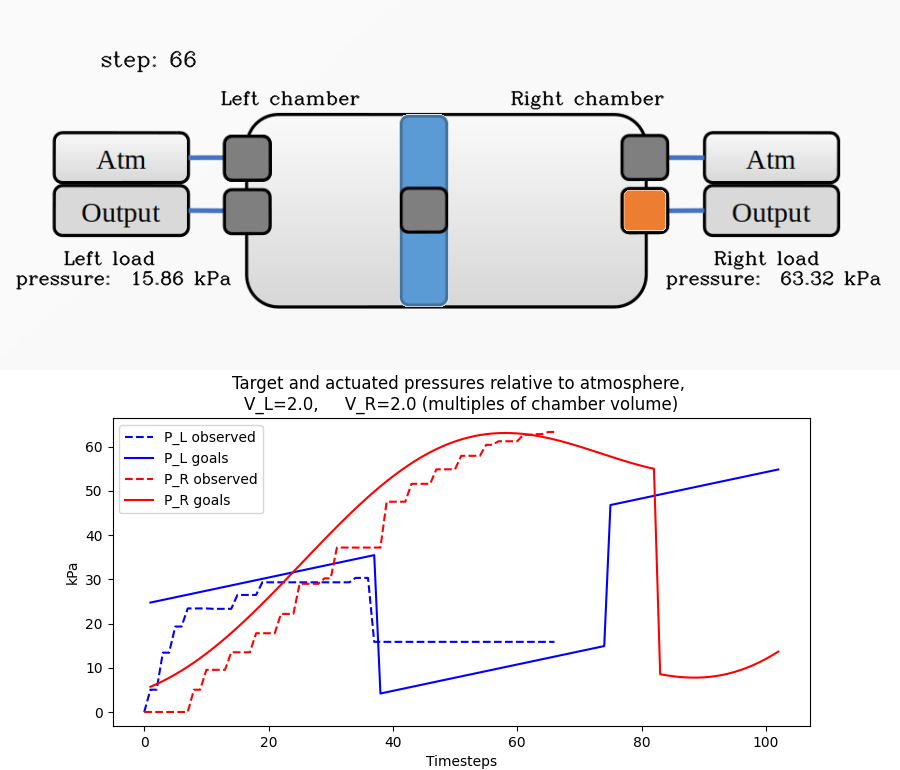 step: 66
Left chamber
Right chamber
Atm
Atm
Output
Output
Left load
pressure: 15.86 kPa
Right load
pressure: 63.32 kPa
Target and actuated pressures relative to atmosphere,
V_L=2.0, V_R=2.0 (multiples of chamber volume)
P_L observed
P_L goals
P_R observed
P_R goals
kPa
60
50
40
30
20
10
0
0 20 40 60 80 100
Timesteps